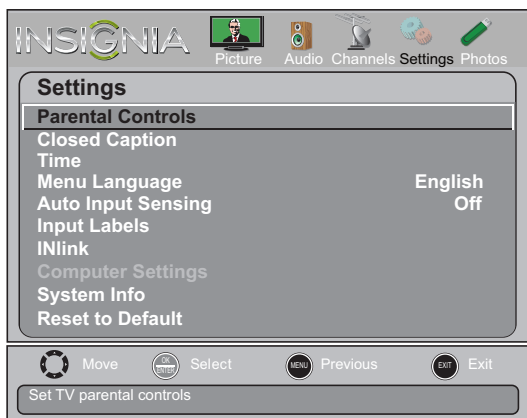 INSIGNIA
Picture Audio Channels Settings Photos
Settings
Parental Controls
Closed Caption
Time
Menu Language English
Auto Input Sensing Off
Input Labels
INlink
Computer Settings
System Info
Reset to Default
Move OK ENTER Select MENU Previous EXIT Exit
Set TV parental controls